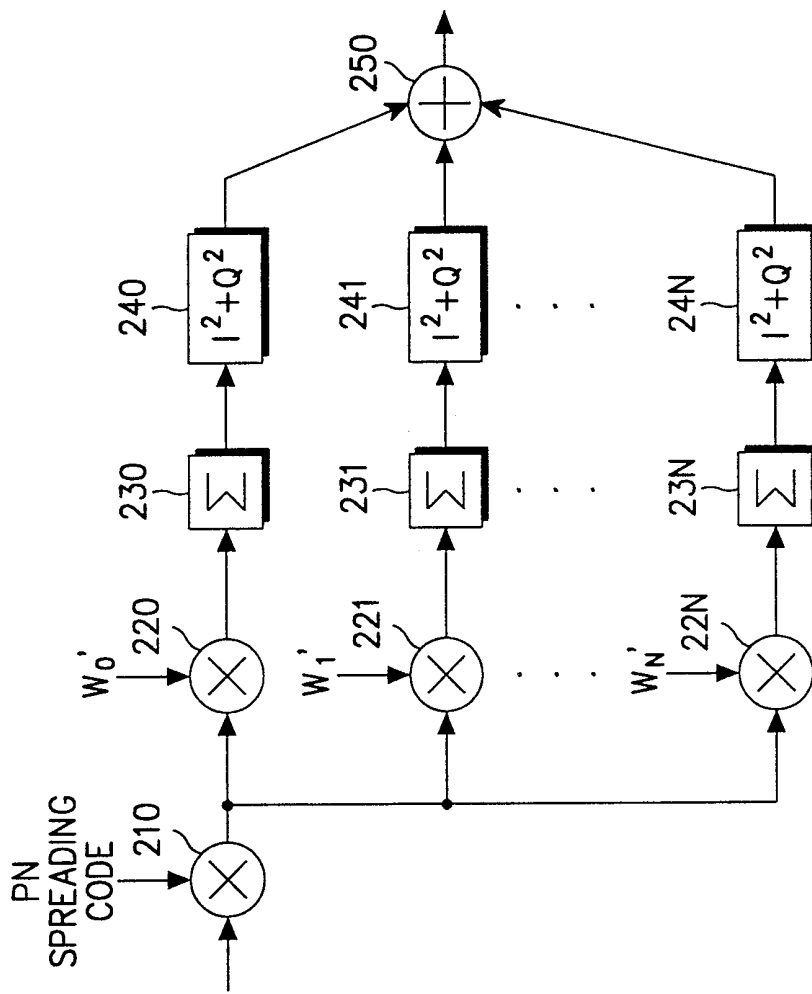 PN
SPREADING
CODE
210
W₀'
220
230
240
I²+Q²
Σ
250
W₁'
221
231
241
I²+Q²
Σ
. . .
. . .
. . .
W_N'
22N
23N
24N
I²+Q²
Σ